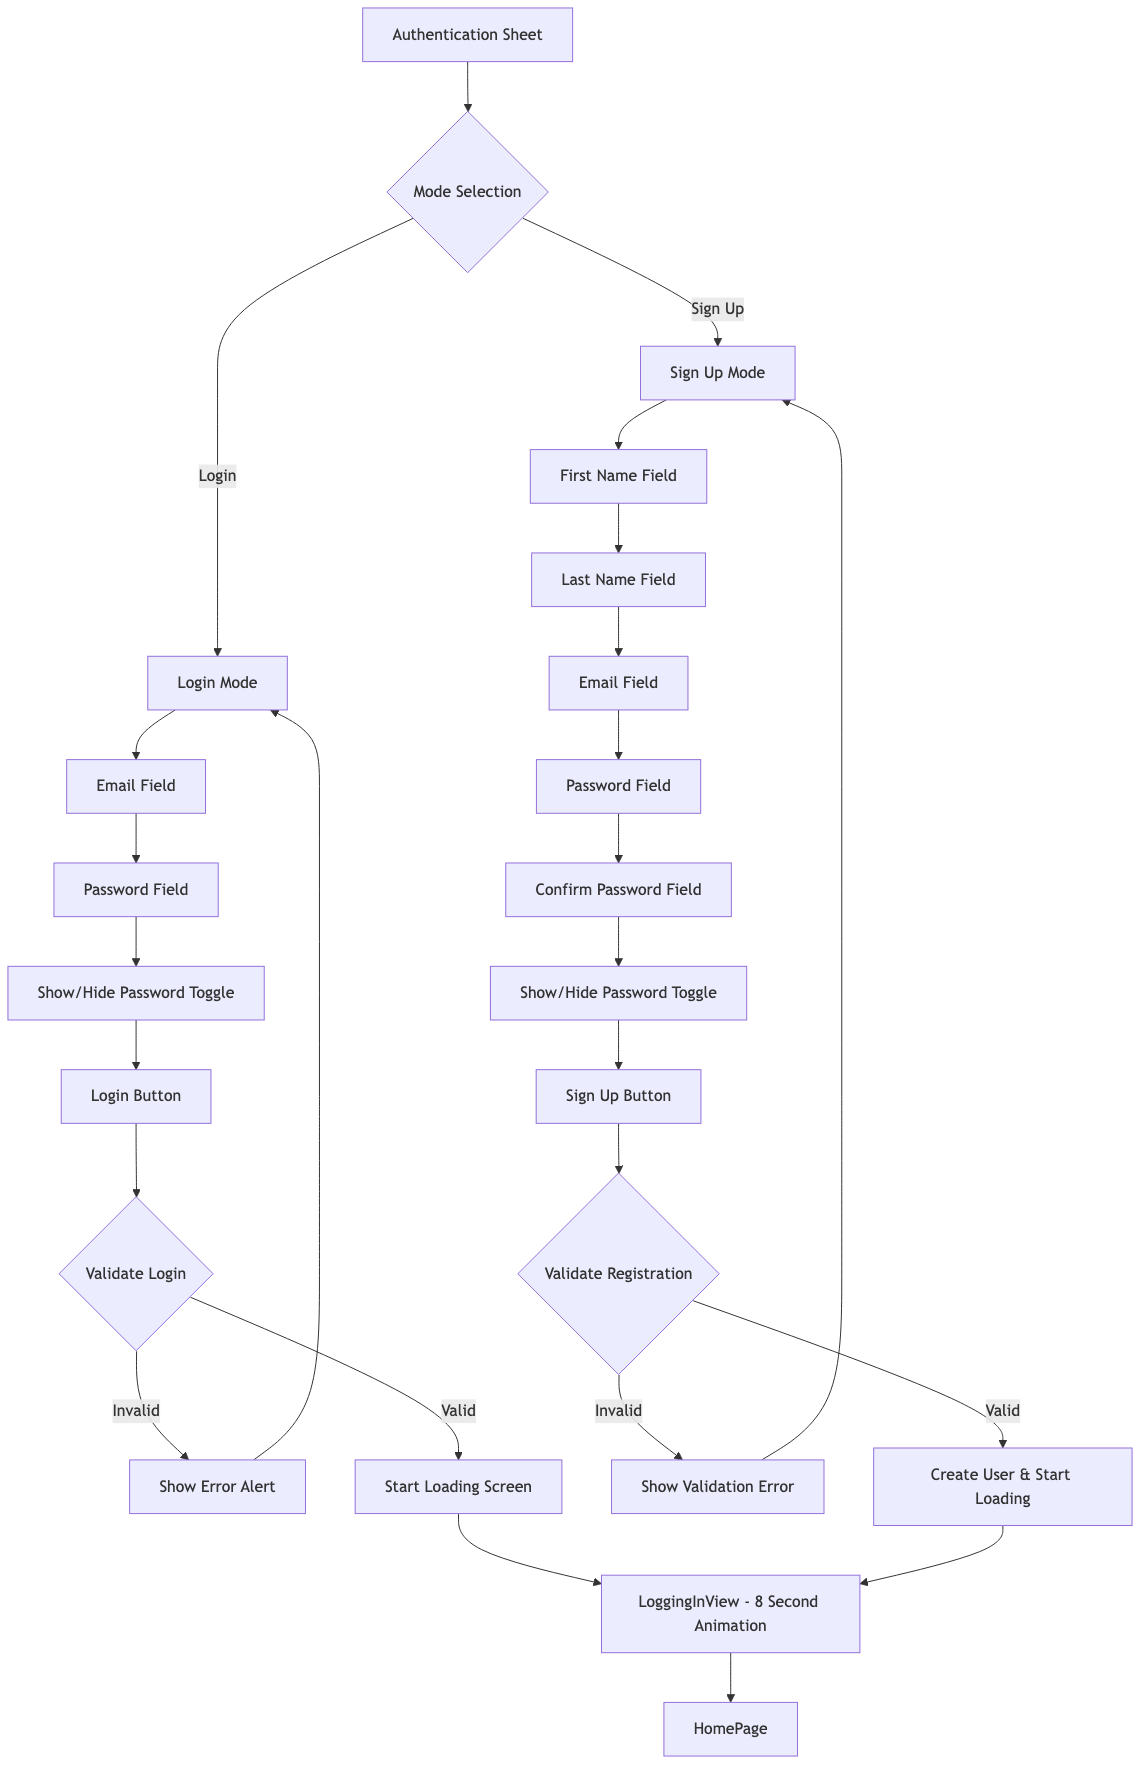 Authentication Sheet
Mode Selection
Sign Up
Sign Up Mode
Login
First Name Field
Last Name Field
Login Mode
Email Field
Email Field
Password Field
Password Field
Confirm Password Field
Show/Hide Password Toggle
Show/Hide Password Toggle
Login Button
Sign Up Button
Validate Login
Validate Registration
Invalid
Valid
Invalid
Valid
Show Error Alert
Start Loading Screen
Show Validation Error
Create User & Start
Loading
LoggingInView - 8 Second
Animation
HomePage